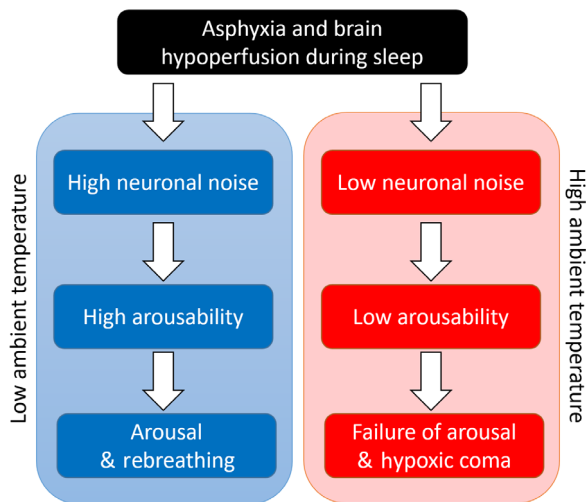 Asphyxia and brain
hypoperfusion during sleep
Low ambient temperature
High neuronal noise
High arousability
Arousal
& rebreathing
High ambient temperature
Low neuronal noise
Low arousability
Failure of arousal
& hypoxic coma